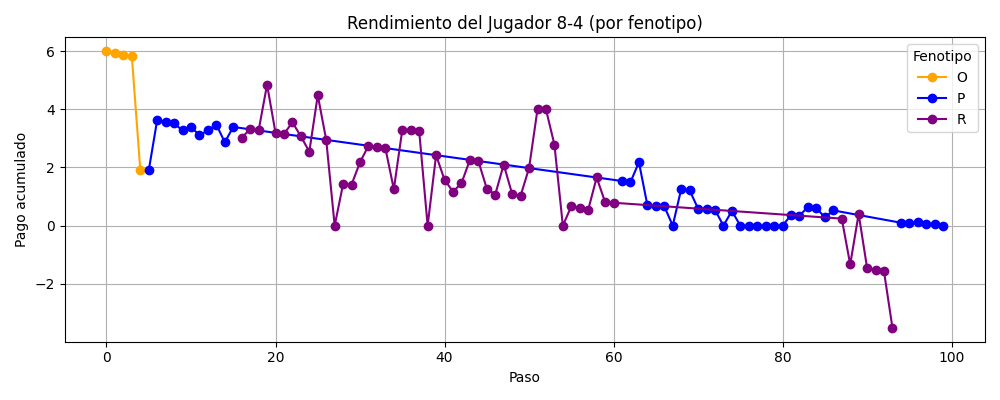 Rendimiento del Jugador 8-4 (por fenotipo)
Pago acumulado
6
4
2
0
−2
Fenotipo
O
P
R
0 20 40 60 80 100
Paso